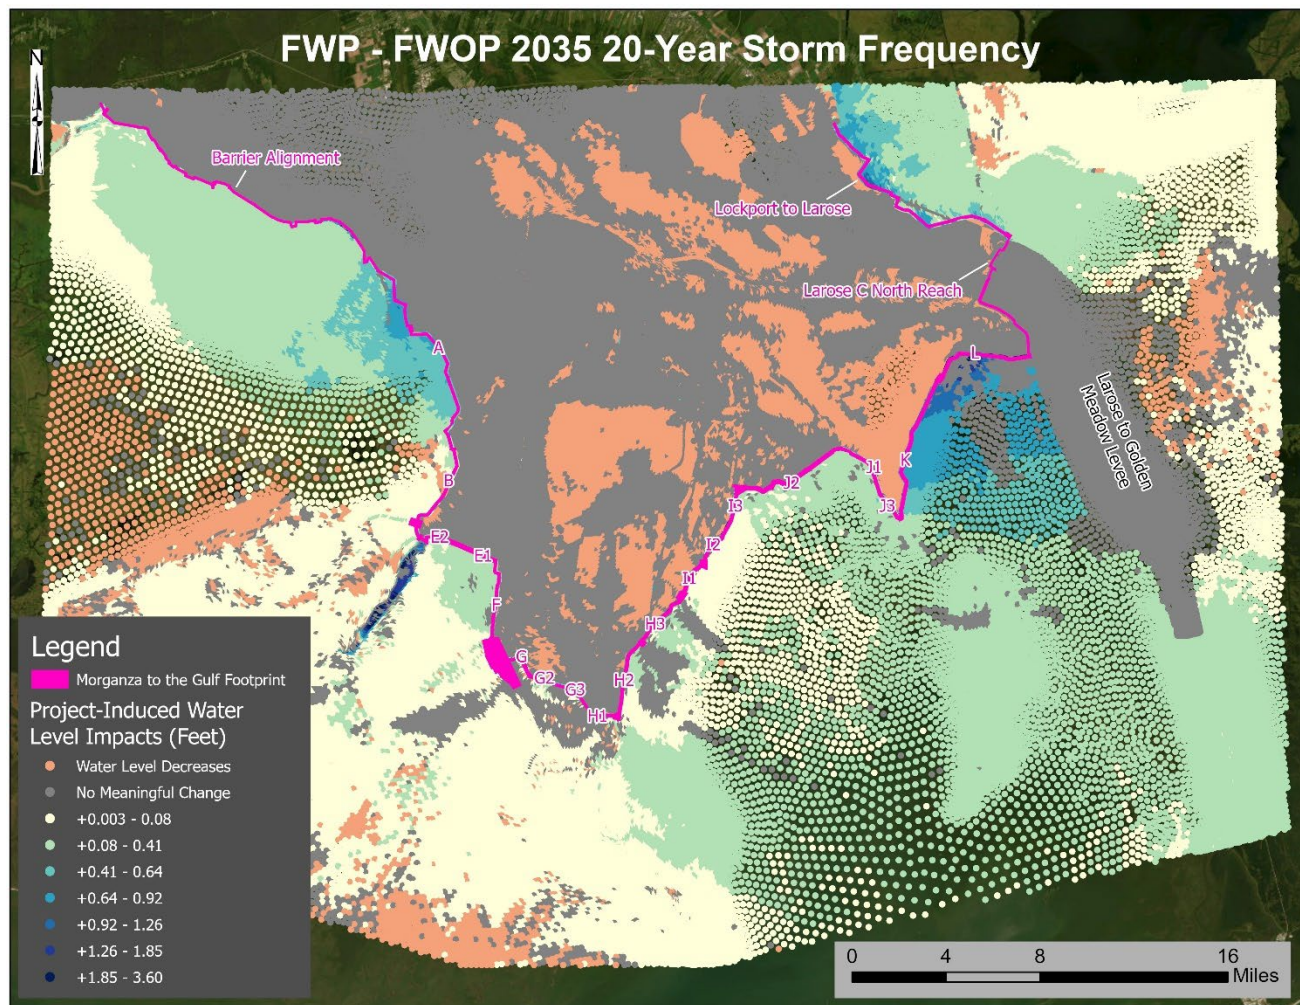 FWP - FWOP 2035 20-Year Storm Frequency
N
Barrier Alignment
Lockport to Larose
Larose C North Reach
A
L
Larose to Golden
Meadow Levee
B
K
J1
J2
J3
I3
E2
E1
I2
I1
F
H3
G
G2
G3
H2
H1
Legend
Morganza to the Gulf Footprint
Project-Induced Water
Level Impacts (Feet)
Water Level Decreases
No Meaningful Change
+0.003 - 0.08
+0.08 - 0.41
+0.41 - 0.64
+0.64 - 0.92
+0.92 - 1.26
+1.26 - 1.85
+1.85 - 3.60
0 4 8 16
Miles